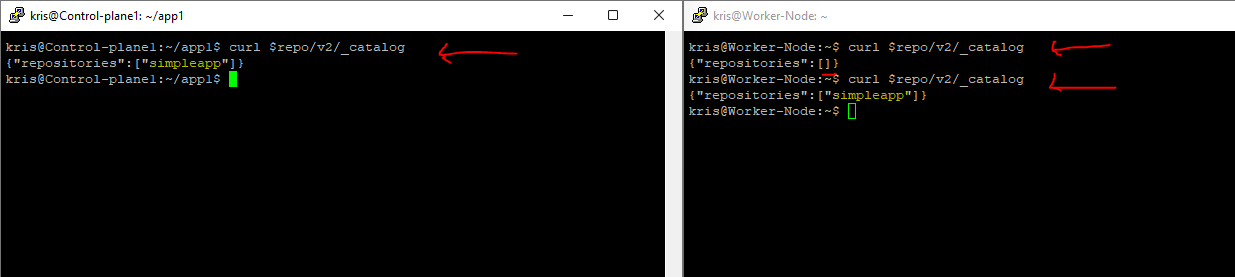 kris@Control-plane1: ~/app1
kris@Control-plane1:~/app1$ curl $repo/v2/_catalog
{"repositories":["simpleapp"]}
kris@Control-plane1:~/app1$
kris@Worker-Node: ~
kris@Worker-Node:~$ curl $repo/v2/_catalog
{"repositories":[]}
kris@Worker-Node:~$ curl $repo/v2/_catalog
{"repositories":["simpleapp"]}
kris@Worker-Node:~$